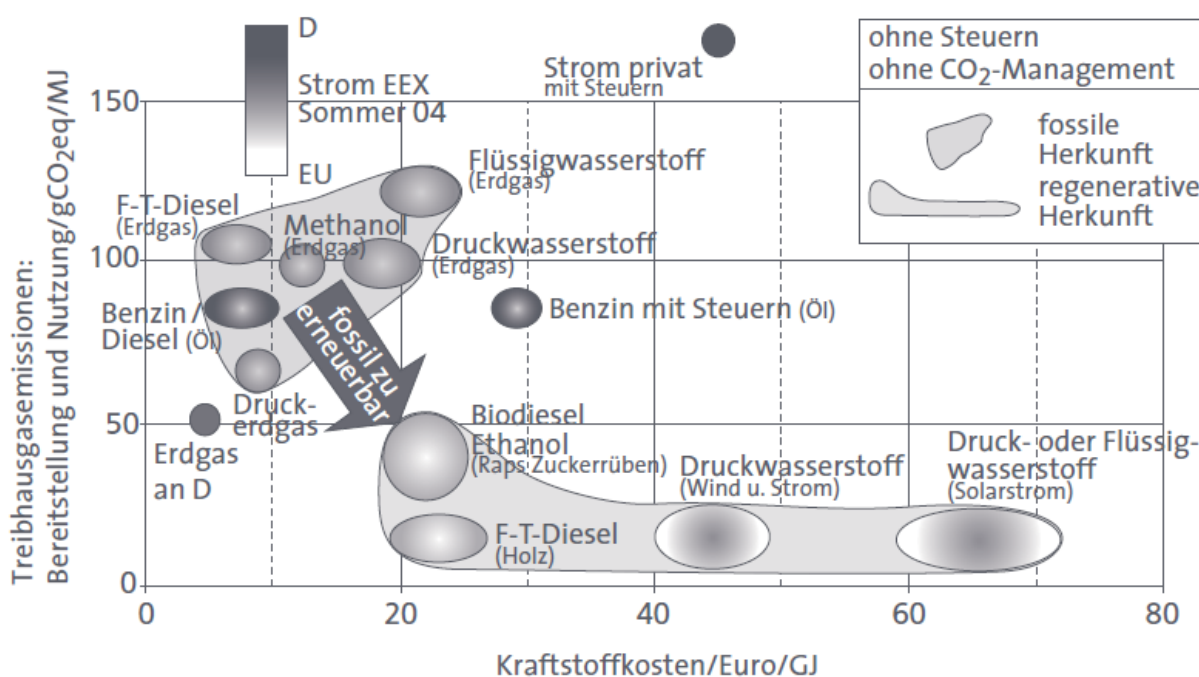 D
Strom EEX
Sommer 04
EU
Strom privat
mit Steuern
ohne Steuern
ohne CO₂-Management
fossile
Herkunft
regenerative
Herkunft
Treibhausgasemissionen:
Bereitstellung und Nutzung/gCO₂eq/MJ
150
100
50
0
F-T-Diesel
(Erdgas)
Methanol
(Erdgas)
Flüssigwasserstoff
(Erdgas)
Druckwasserstoff
(Erdgas)
Benzin /
Diesel (Öl)
Benzin mit Steuern (Öl)
fossil zu
erneuerbar
Druck-
erdgas
Erdgas
an D
Biodiesel
Ethanol
(Raps Zuckerrüben)
F-T-Diesel
(Holz)
Druckwasserstoff
(Wind u. Strom)
Druck- oder Flüssig-
wasserstoff
(Solarstrom)
0
20
40
60
80
Kraftstoffkosten/Euro/GJ